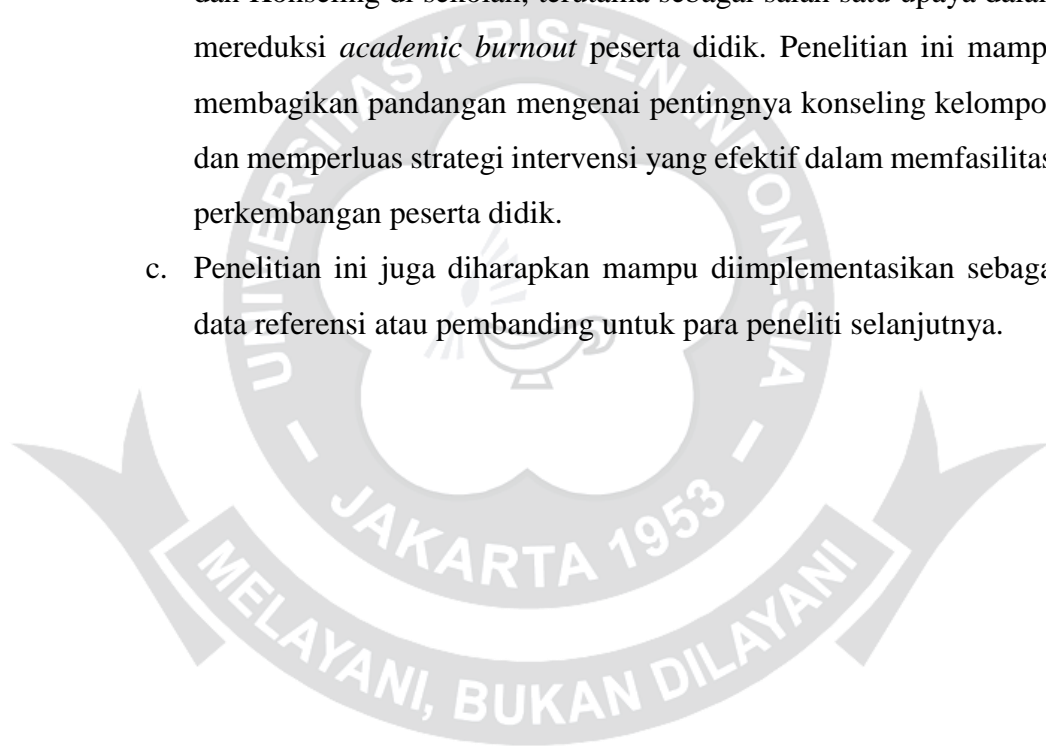 dan Konseling di sekolah, terutama sebagai salah satu upaya dalam
mereduksi academic burnout peserta didik. Penelitian ini mamp
membagikan pandangan mengenai pentingnya konseling kelompo
dan memperluas strategi intervensi yang efektif dalam memfasilitas
perkembangan peserta didik.
c. Penelitian ini juga diharapkan mampu diimplementasikan sebaga
data referensi atau pembanding untuk para peneliti selanjutnya.
UNIVERSITAS KRISTEN INDONESIA
JAKARTA 1953
MELAYANI, BUKAN DILAYANI